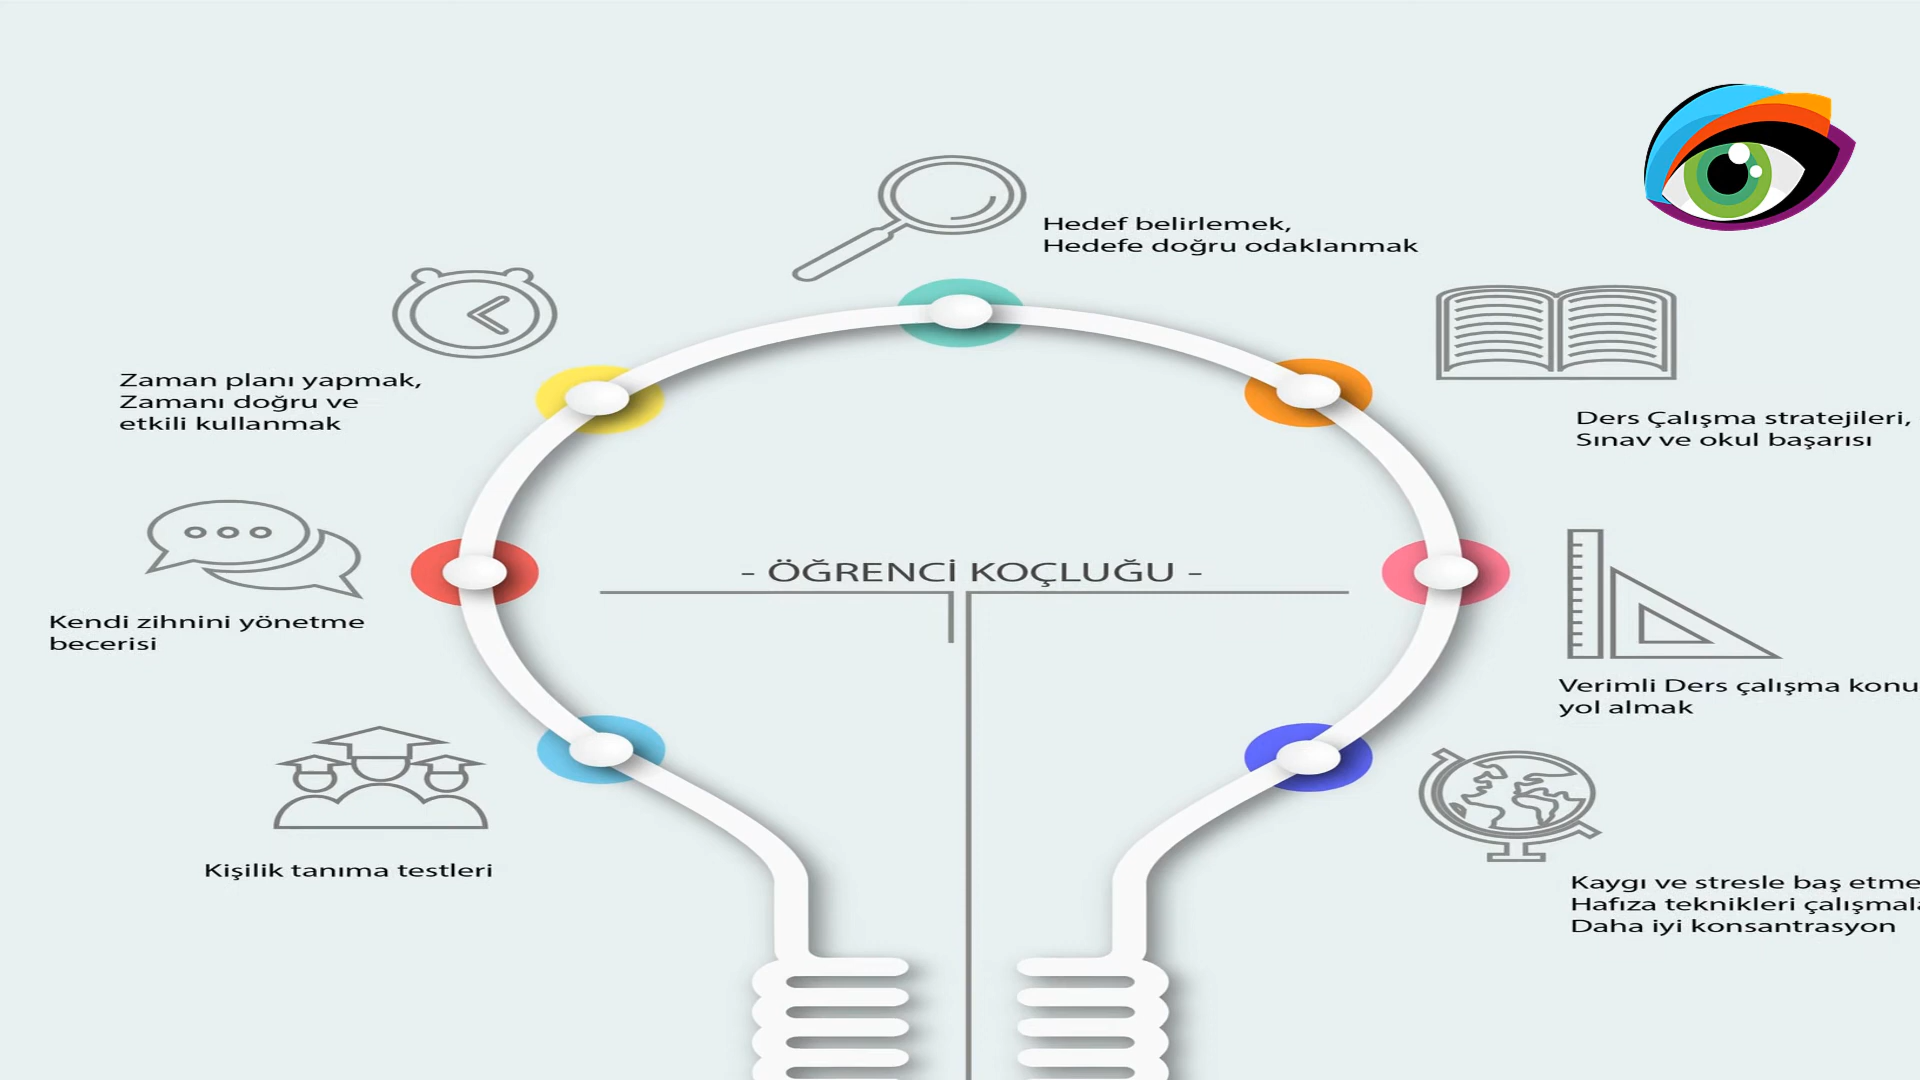 Hedef belirlemek,
Hedefe doğru odaklanmak
Zaman planı yapmak,
Zamanı doğru ve
etkili kullanmak
Ders Çalışma stratejileri,
Sınav ve okul başarısı
- ÖĞRENCİ KOÇLUĞU -
Kendi zihnini yönetme
becerisi
Verimli Ders çalışma konu
yol almak
Kişilik tanıma testleri
Kaygı ve stresle baş etme
Hafıza teknikleri
Daha iyi konsantrasyon